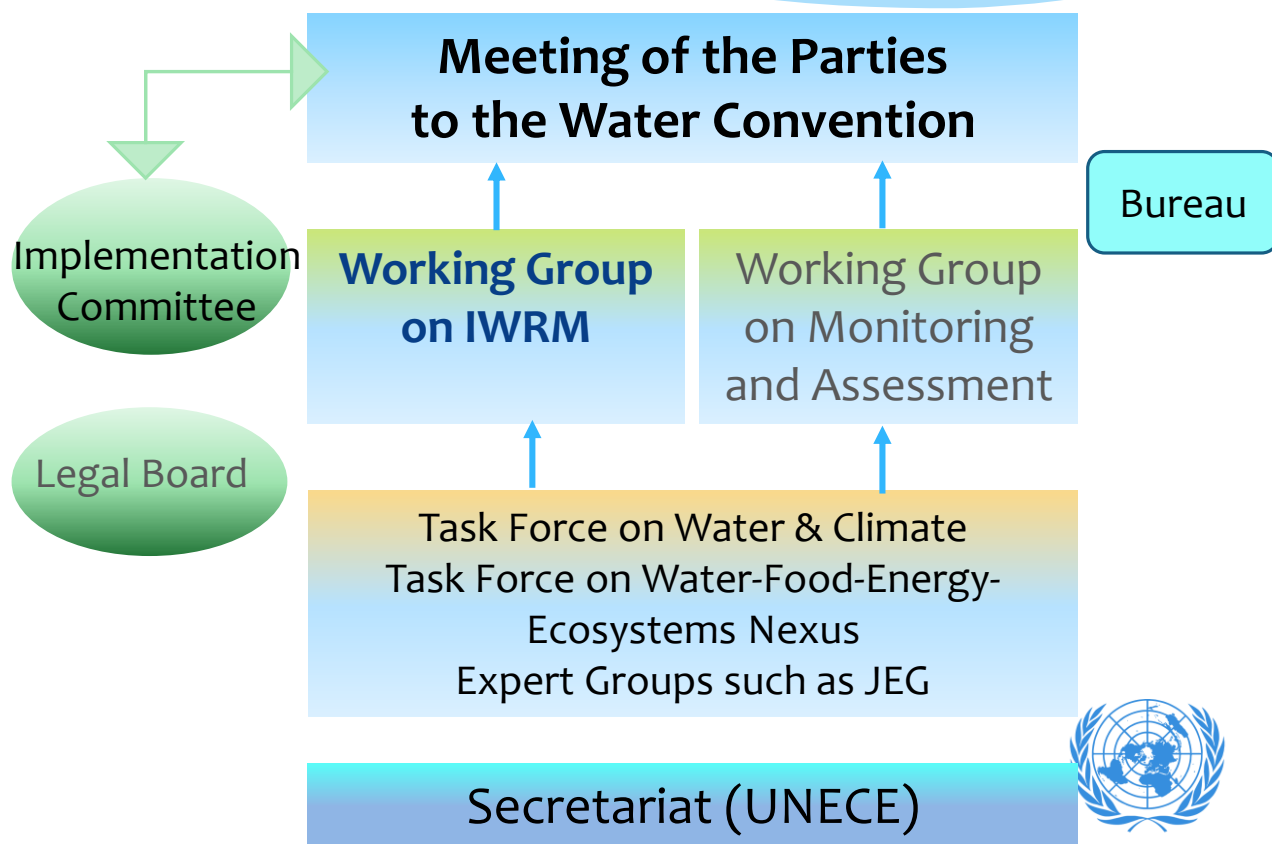 Meeting of the Parties
to the Water Convention
Bureau
Implementation
Committee
Working Group
on IWRM
Working Group
on Monitoring
and Assessment
Legal Board
Task Force on Water & Climate
Task Force on Water-Food-Energy-
Ecosystems Nexus
Expert Groups such as JEG
Secretariat (UNECE)